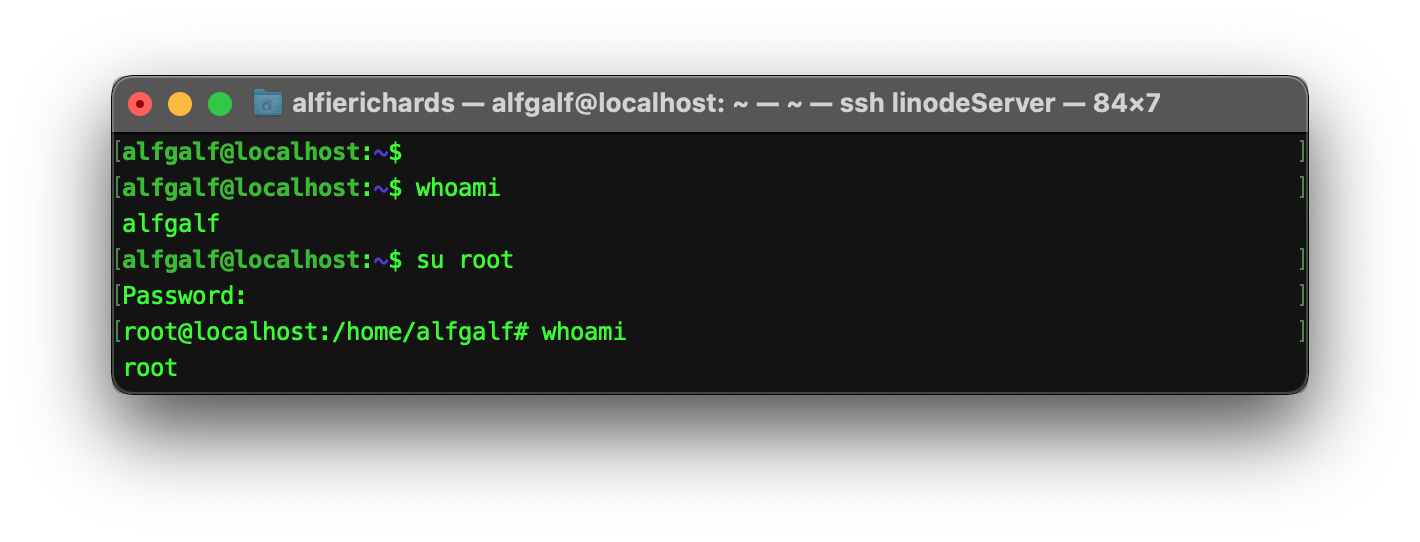 alfierichards — alfgalf@localhost: ~ — ~ — ssh linodeServer — 84×7
[alfgalf@localhost:~$ ]
[alfgalf@localhost:~$ whoami ]
alfgalf
[alfgalf@localhost:~$ su root ]
[Password: ]
[root@localhost:/home/alfgalf# whoami ]
root